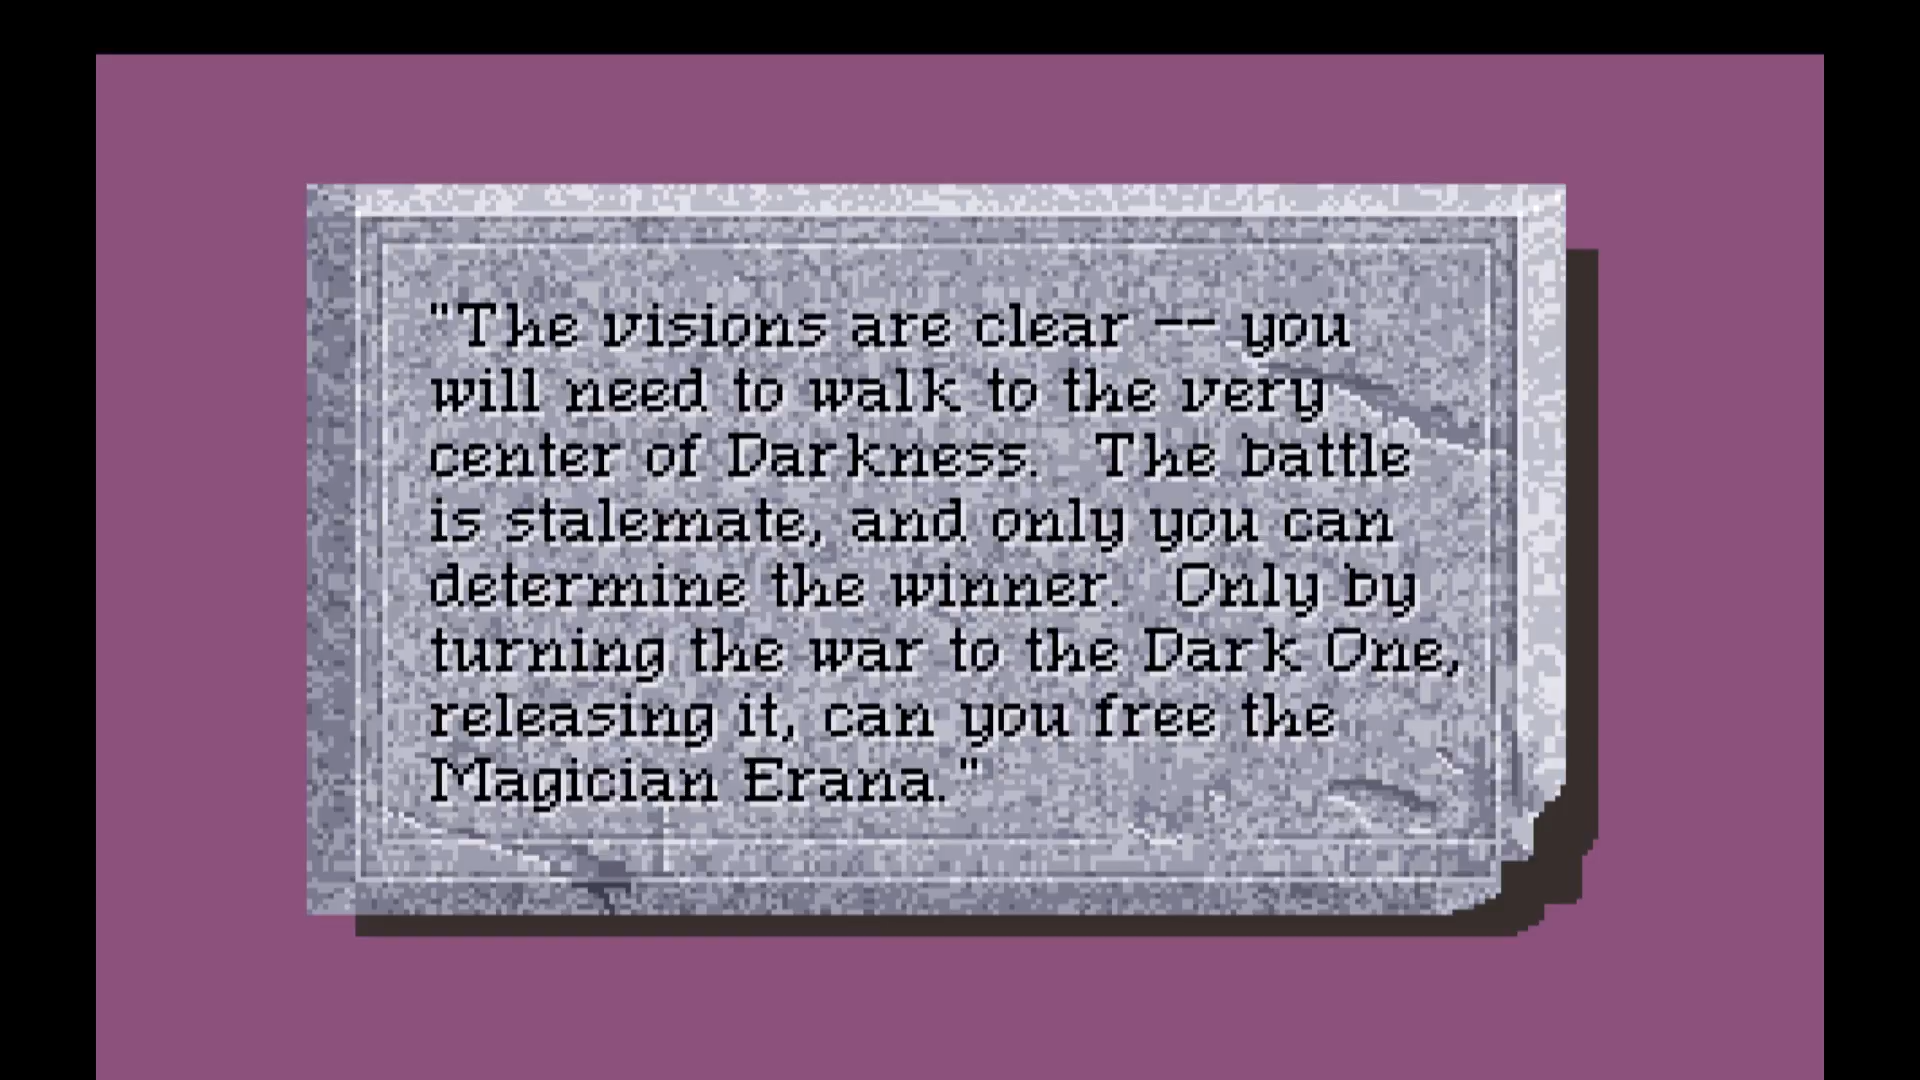 "The visions are clear -- you
will need to walk to the very
center of Darkness.  The battle
is stalemate, and only you can
determine the winner.  Only by
turning the war to the Dark One,
releasing it, can you free the
Magician Erana."